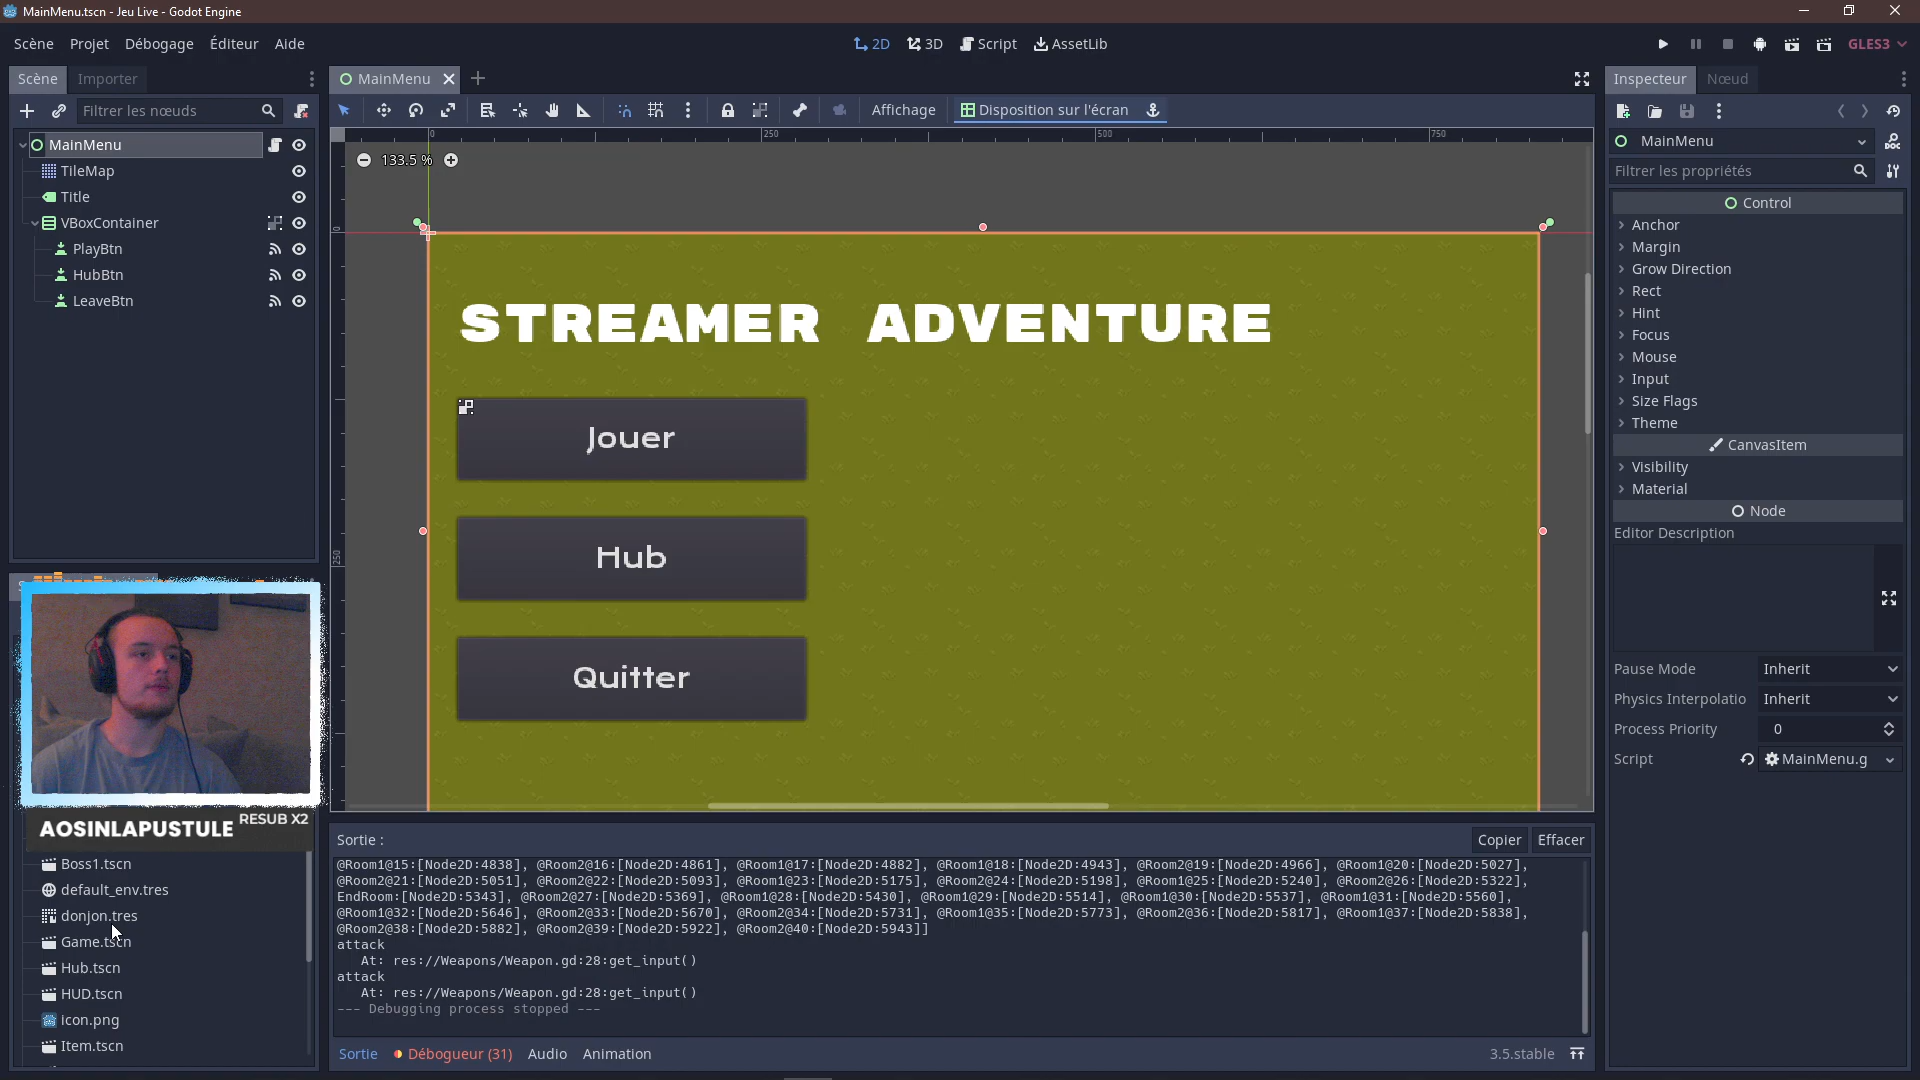 MainMenu.tscn - Jeu Live - Godot Engine
Scène Projet Débogage Éditeur Aide
2D 3D Script AssetLib
GLES3
Scène Importer
MainMenu
Inspecteur Nœud
Filtrer les nœuds
Affichage Disposition sur l'écran
MainMenu
TileMap
Title
VBoxContainer
PlayBtn
HubBtn
LeaveBtn
0 250 500 750
133.5 %
0
250
STREAMER ADVENTURE
Jouer
Hub
Quitter
MainMenu
Filtrer les propriétés
Control
Anchor
Margin
Grow Direction
Rect
Hint
Focus
Mouse
Input
Size Flags
Theme
CanvasItem
Visibility
Material
Node
Editor Description
Pause Mode Inherit
Physics Interpolatio Inherit
Process Priority 0
Script MainMenu.g
AOSINLAPUSTULE RESUB X2
Boss1.tscn
default_env.tres
donjon.tres
Game.tscn
Hub.tscn
HUD.tscn
icon.png
Item.tscn
Sortie : Copier Effacer
@Room1@15:[Node2D:4838], @Room2@16:[Node2D:4861], @Room1@17:[Node2D:4882], @Room1@18:[Node2D:4943], @Room2@19:[Node2D:4966], @Room1@20:[Node2D:5027],
@Room2@21:[Node2D:5051], @Room2@22:[Node2D:5093], @Room1@23:[Node2D:5175], @Room2@24:[Node2D:5198], @Room1@25:[Node2D:5240], @Room2@26:[Node2D:5322],
EndRoom:[Node2D:5343], @Room2@27:[Node2D:5369], @Room1@28:[Node2D:5430], @Room1@29:[Node2D:5514], @Room1@30:[Node2D:5537], @Room1@31:[Node2D:5560],
@Room1@32:[Node2D:5646], @Room2@33:[Node2D:5670], @Room2@34:[Node2D:5731], @Room1@35:[Node2D:5773], @Room2@36:[Node2D:5817], @Room1@37:[Node2D:5838],
@Room2@38:[Node2D:5882], @Room2@39:[Node2D:5922], @Room2@40:[Node2D:5943]]
attack
At: res://Weapons/Weapon.gd:28:get_input()
attack
At: res://Weapons/Weapon.gd:28:get_input()
--- Debugging process stopped ---
Sortie Débogueur (31) Audio Animation 3.5.stable